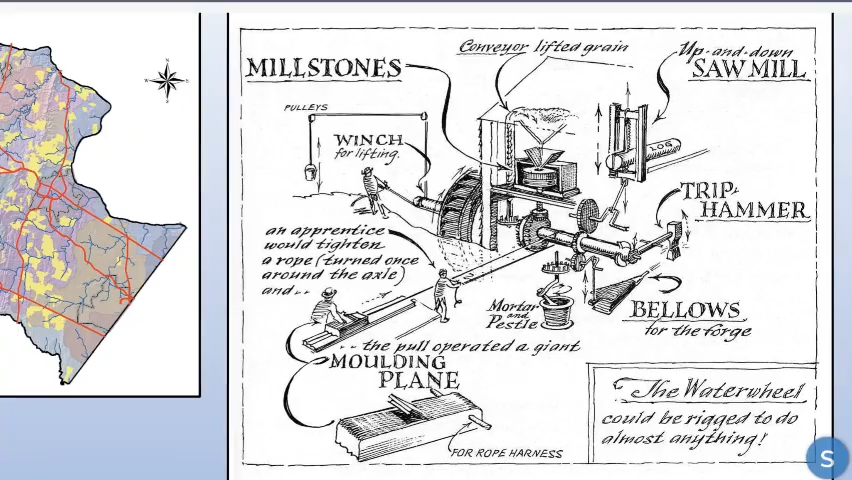 Conveyor lifted grain
Up-and-down
SAW MILL
MILLSTONES
PULLEYS
WINCH
for lifting.
LOG
TRIP-
HAMMER
an apprentice
would tighten
a rope (turned once
around the axle)
and..
Mortar
and
Pestle
BELLOWS
for the forge
.. the pull operated a giant
MOULDING
PLANE
FOR ROPE HARNESS
The Waterwheel
could be rigged to do
almost anything!
S